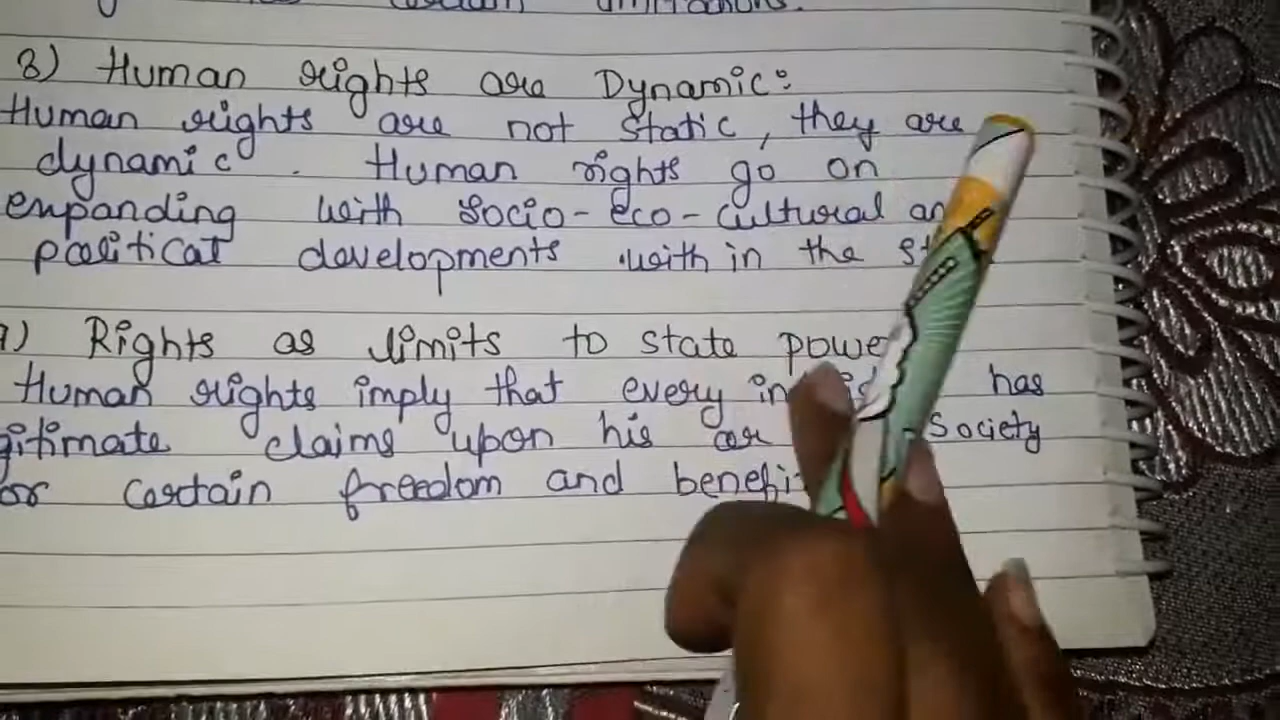 8) Human rights are Dynamic:
Human rights are not static, they are
dynamic. Human rights go on
expanding with socio-eco-cultural an
political developments with in the st
Rights as limits to state powe
Human rights imply that every in has
gitimate claims upon his or Society
or certain freedom and benefi